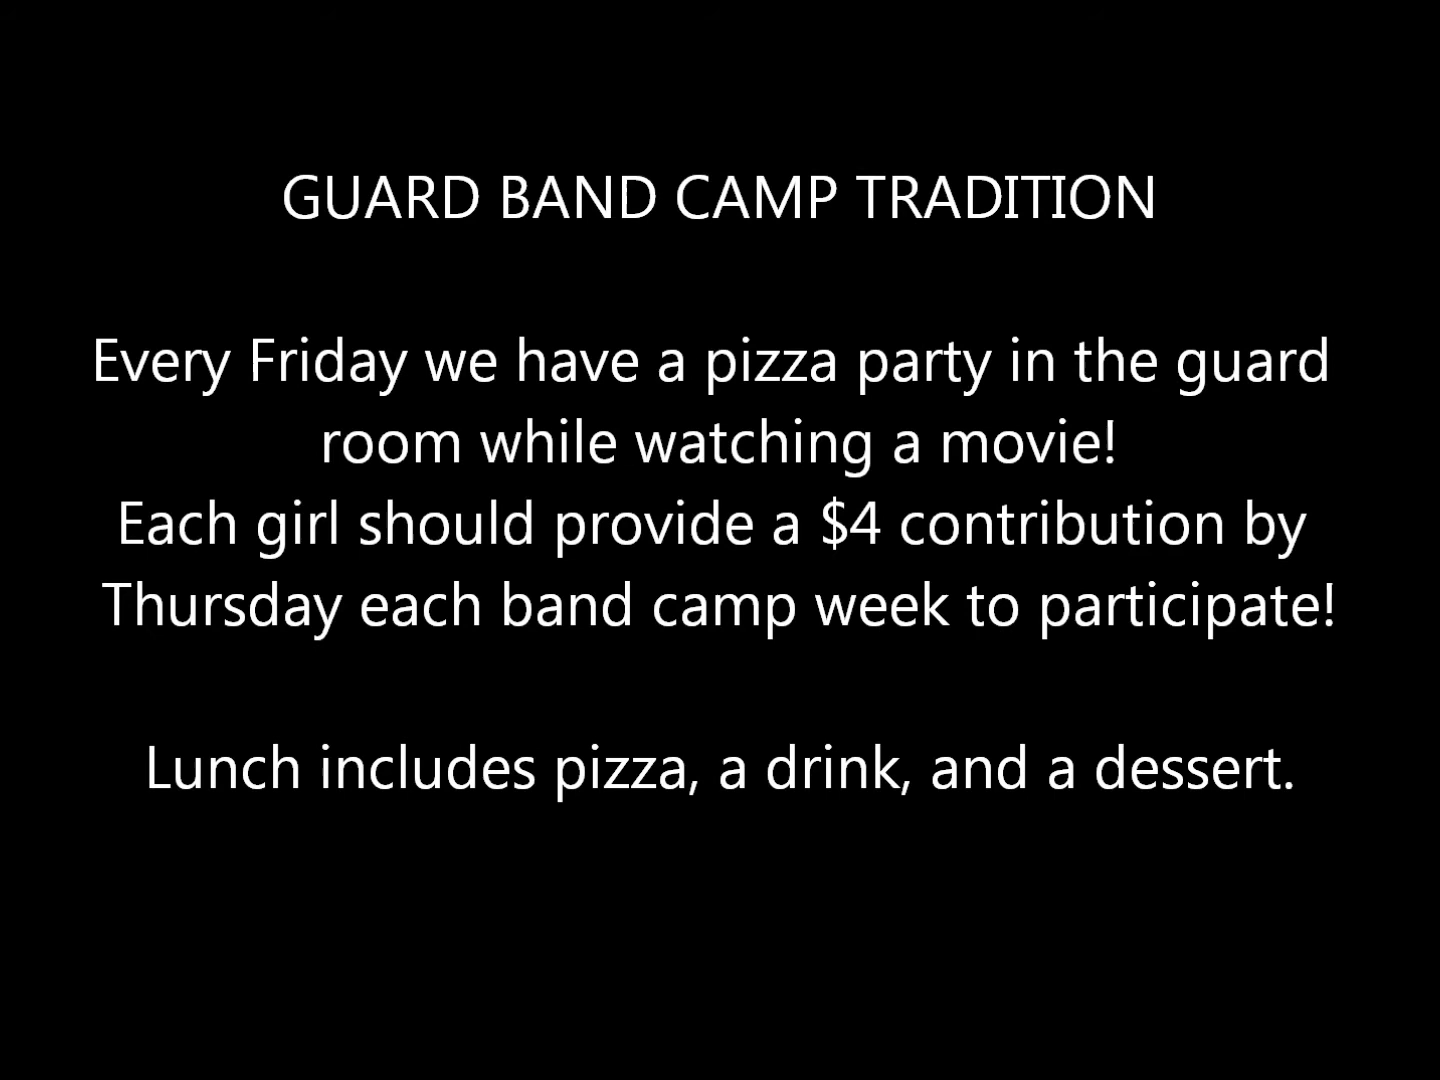 GUARD BAND CAMP TRADITION
Every Friday we have a pizza party in the guard
room while watching a movie!
Each girl should provide a $4 contribution by
Thursday each band camp week to participate!
Lunch includes pizza, a drink, and a dessert.